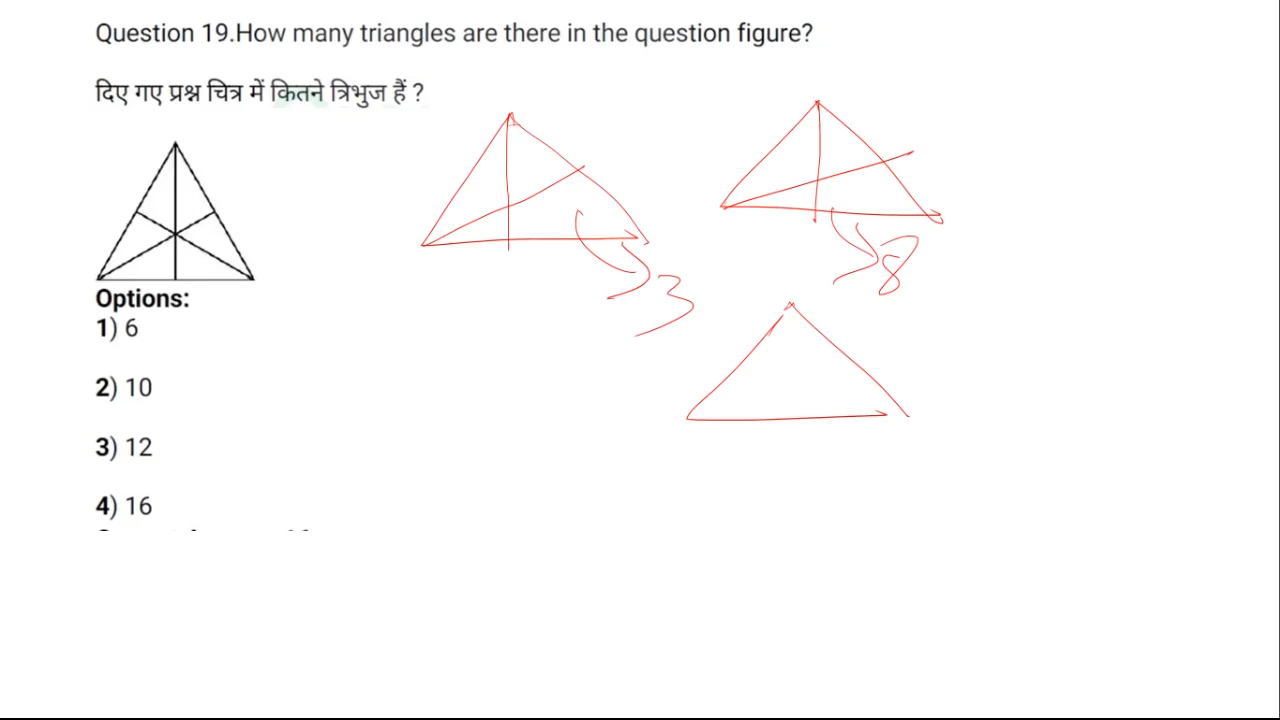 Question 19.How many triangles are there in the question figure?
दिए गए प्रश्न चित्र में कितने त्रिभुज हैं ?
3
8
Options:
1) 6
2) 10
3) 12
4) 16